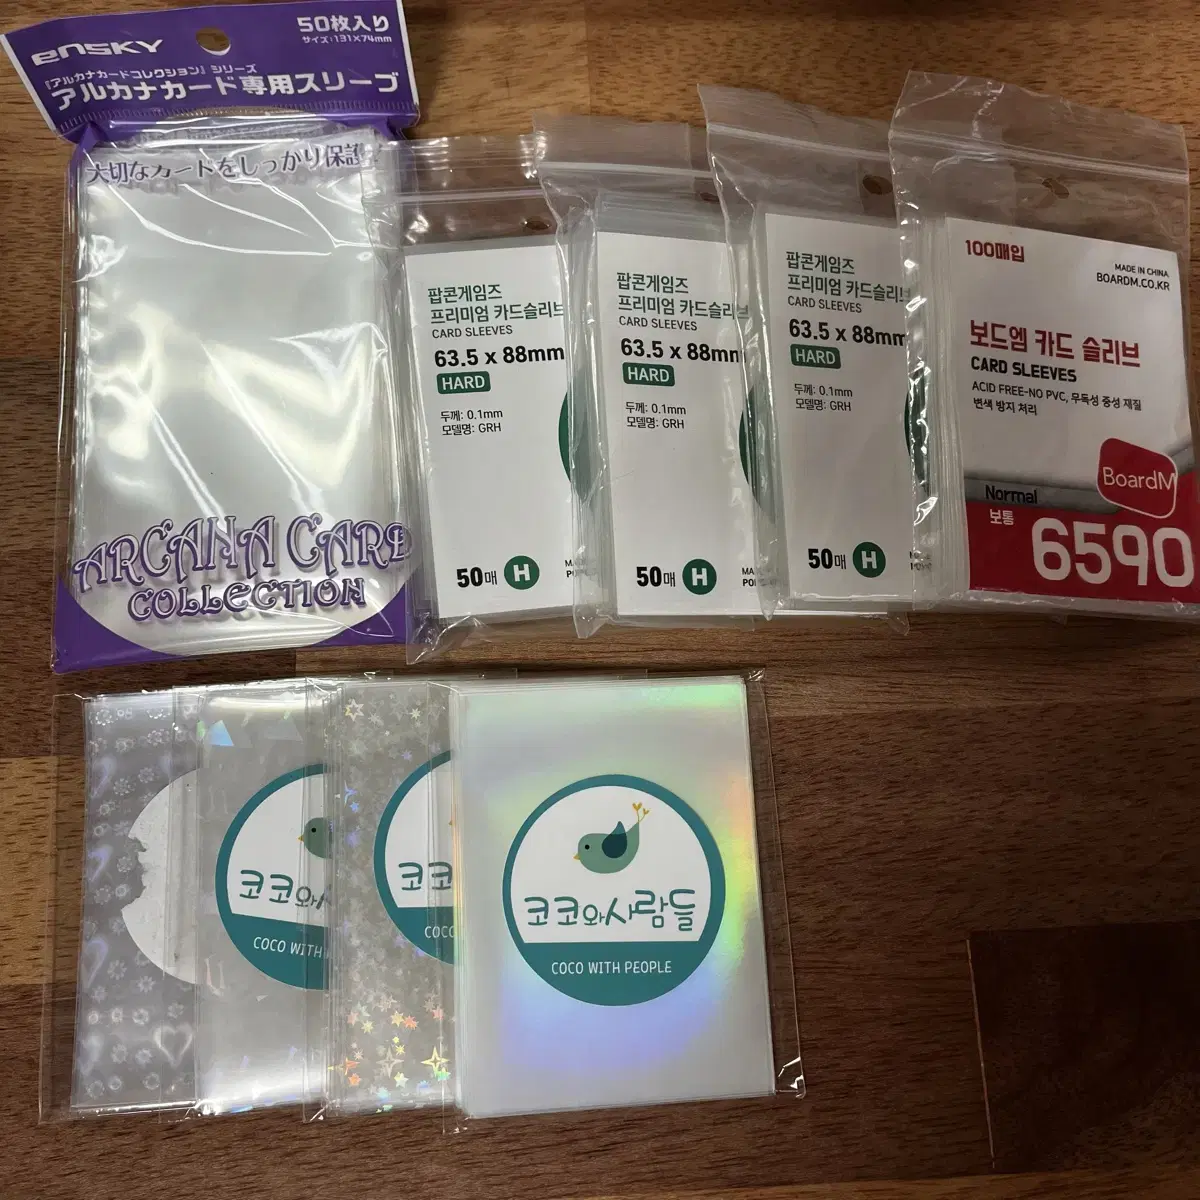 ensky
50枚入り
サイズ:131×74mm
『アルカナカードコレクション』シリーズ
アルカナカード専用スリーブ
大切なカードをしっかり保護!
ARCANA CARD
COLLECTION
팝콘게임즈
프리미엄 카드슬리브
CARD SLEEVES
63.5 x 88mm
HARD
두께: 0.1mm
모델명: GRH
50매 H
팝콘게임즈
프리미엄 카드슬리브
CARD SLEEVES
63.5 x 88mm
HARD
두께: 0.1mm
모델명: GRH
50매 H
팝콘게임즈
프리미엄 카드슬리브
CARD SLEEVES
63.5 x 88mm
HARD
두께: 0.1mm
모델명: GRH
50매 H
100매입
MADE IN CHINA
BOARDM.CO.KR
보드엠 카드 슬리브
CARD SLEEVES
ACID FREE-NO PVC, 무독성 중성 재질
변색 방지 처리
BoardM
Normal
보통
6590
코코와
COCO WITH
코코
COCO
코코와사람들
COCO WITH PEOPLE